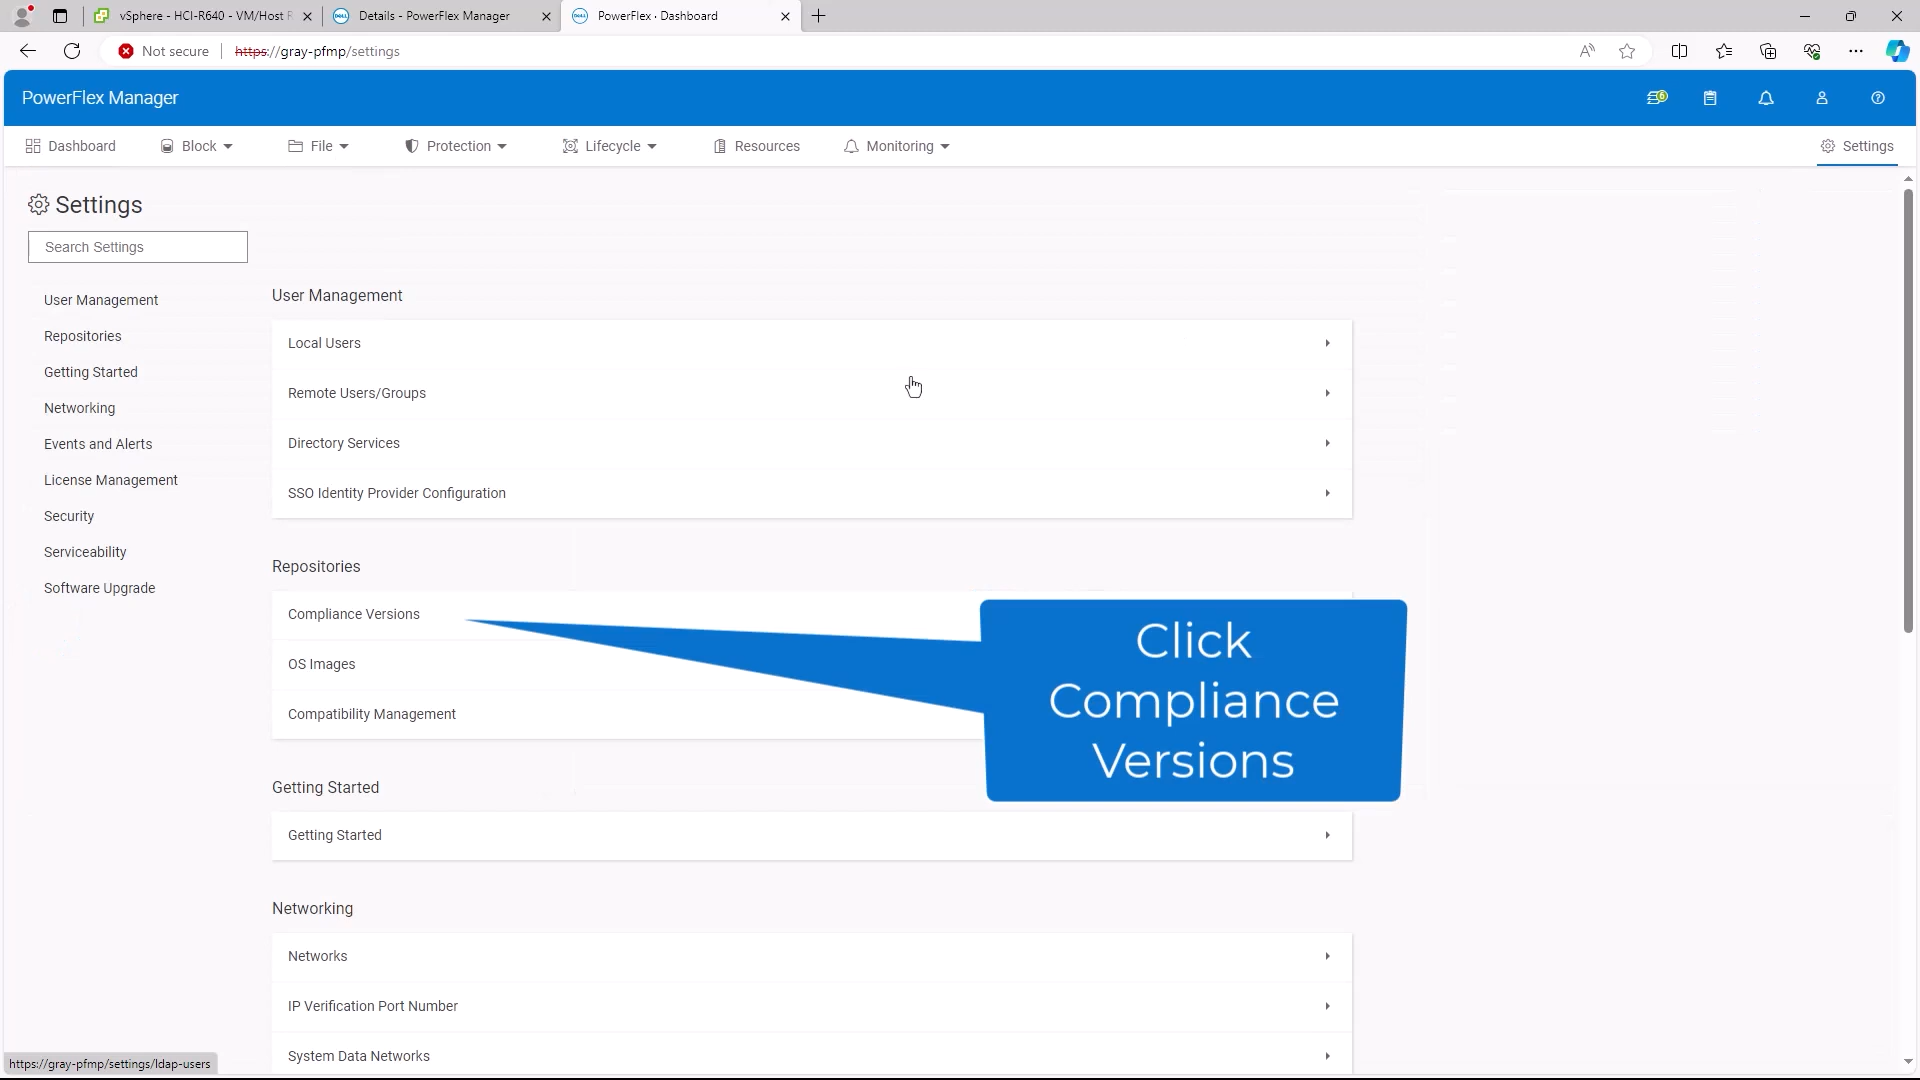 vSphere - HCI-R640 - VM/Host R
Details - PowerFlex Manager
PowerFlex · Dashboard
Not secure
https://gray-pfmp/settings
PowerFlex Manager
6
Dashboard
Block
File
Protection
Lifecycle
Resources
Monitoring
Settings
Settings
Search Settings
User Management
Repositories
Getting Started
Networking
Events and Alerts
License Management
Security
Serviceability
Software Upgrade
User Management
Local Users
Remote Users/Groups
Directory Services
SSO Identity Provider Configuration
Repositories
Compliance Versions
OS Images
Compatibility Management
Click
Compliance
Versions
Getting Started
Getting Started
Networking
Networks
IP Verification Port Number
System Data Networks
https://gray-pfmp/settings/ldap-users